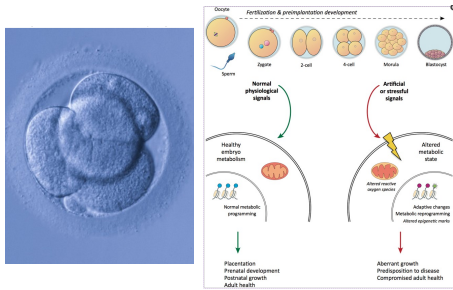 Fertilization & preimplantation development
Oocyte
Sperm
Zygote
2-cell
4-cell
Morula
Blastocyst
Normal
physiological
signals
Artificial
or stressful
signals
Healthy
embryo
metabolism
Normal metabolic
programming
Altered
metabolic
state
Altered reactive
oxygen species
Adaptive changes
Metabolic reprogramming
Altered epigenetic marks
Placentation
Prenatal development
Postnatal growth
Adult health
Aberrant growth
Predisposition to disease
Compromised adult health